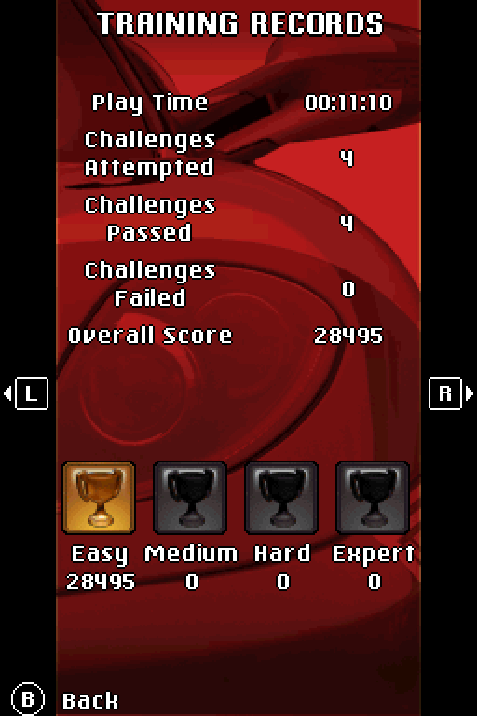 TRAINING RECORDS
Play Time 00:11:10
Challenges
Attempted 4
Challenges
Passed 4
Challenges
Failed 0
Overall Score 28495
L R
Easy Medium Hard Expert
28495 0 0 0
B Back